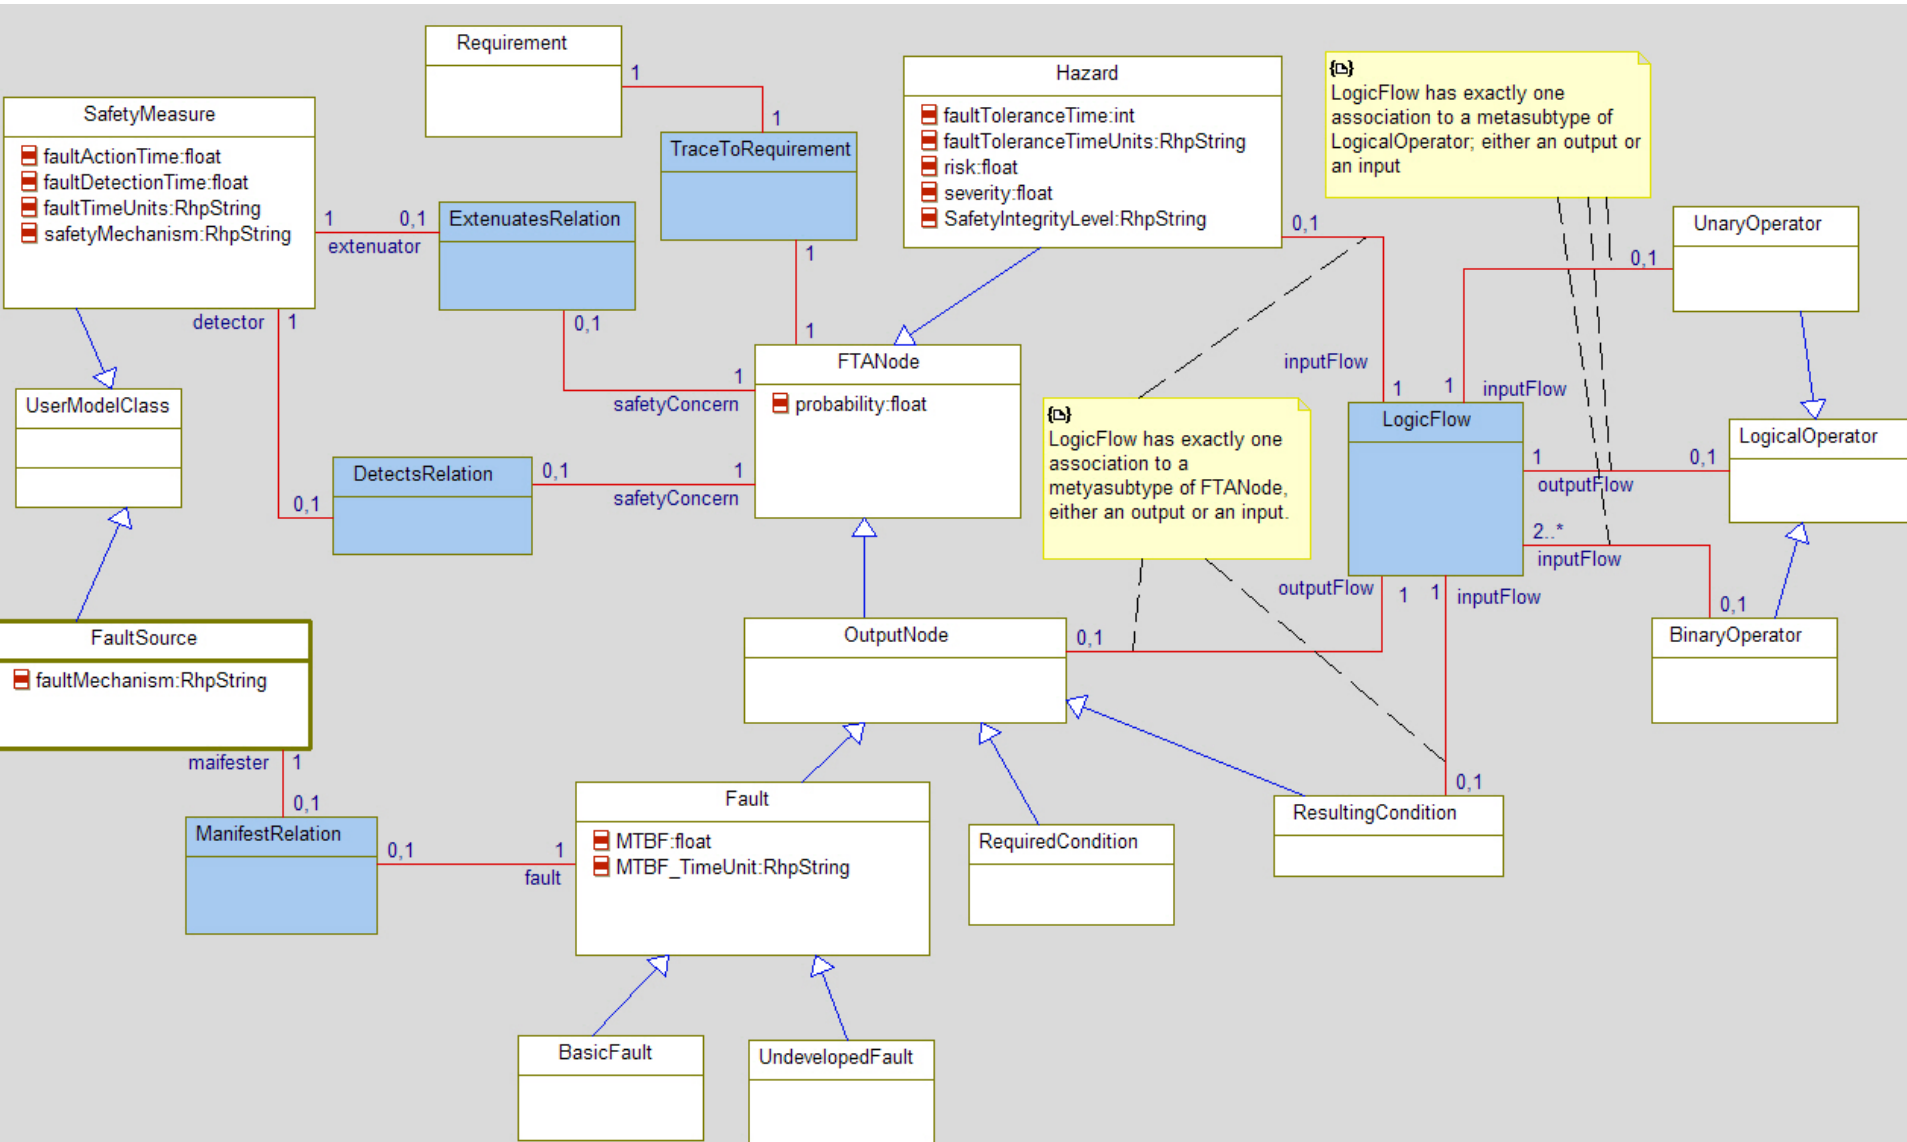 Requirement
1
1
TraceToRequirement
1
1
SafetyMeasure
faultActionTime:float
faultDetectionTime:float
faultTimeUnits:RhpString
safetyMechanism:RhpString
1
0,1
extenuator
ExtenuatesRelation
0,1
1
safetyConcern
detector
1
0,1
UserModelClass
DetectsRelation
0,1
1
safetyConcern
Hazard
faultToleranceTime:int
faultToleranceTimeUnits:RhpString
risk:float
severity:float
SafetyIntegrityLevel:RhpString
0,1
inputFlow
1
FTANode
probability:float
LogicFlow has exactly one
association to a metasubtype of
LogicalOperator; either an output or
an input
UnaryOperator
0,1
1
inputFlow
LogicFlow
1
outputFlow
0,1
LogicalOperator
2..*
inputFlow
0,1
BinaryOperator
LogicFlow has exactly one
association to a
metyasubtype of FTANode,
either an output or an input.
outputFlow
1
1
inputFlow
0,1
OutputNode
0,1
ResultingCondition
RequiredCondition
FaultSource
faultMechanism:RhpString
maifester
1
0,1
ManifestRelation
0,1
1
fault
Fault
MTBF:float
MTBF_TimeUnit:RhpString
BasicFault
UndevelopedFault